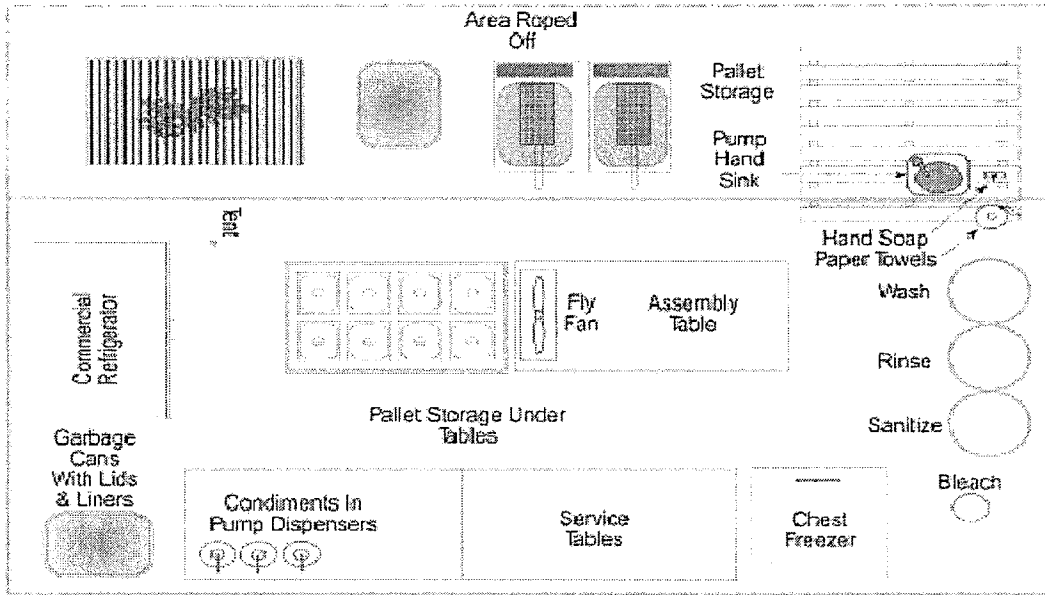 Area Roped
Off
Pallet
Storage
Pump
Hand
Sink
Tent
Hand Soap
Paper Towels
Commercial
Refrigerator
Fly
Fan
Assembly
Table
Wash
Rinse
Sanitize
Pallet Storage Under
Tables
Garbage
Cans
With Lids
& Liners
Condiments In
Pump Dispensers
Service
Tables
Chest
Freezer
Bleach